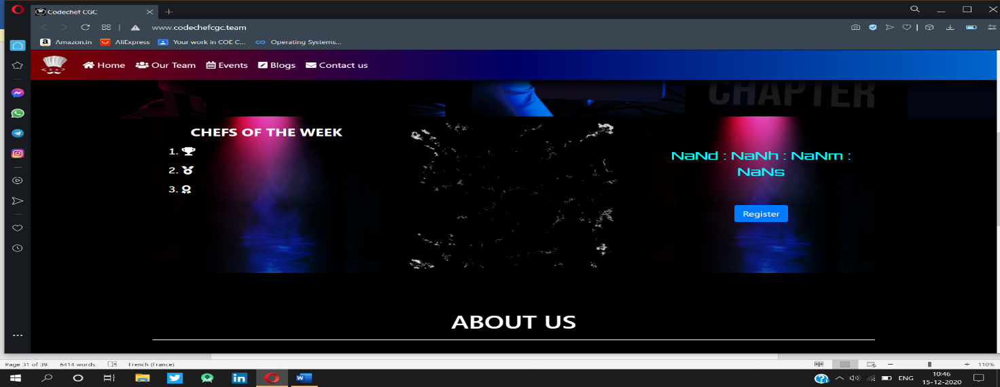 Codechef CGC
www.codechefcgc.team
Amazon.in AliExpress Your work in COE C... Operating Systems...
Home Our Team Events Blogs Contact us
CHAPTER
CHEFS OF THE WEEK
1.
2.
3.
NaNd : NaNh : NaNm :
NaNs
Register
ABOUT US
Page 31 of 39 6414 words French (France) 110%
ENG
10:46
15-12-2020